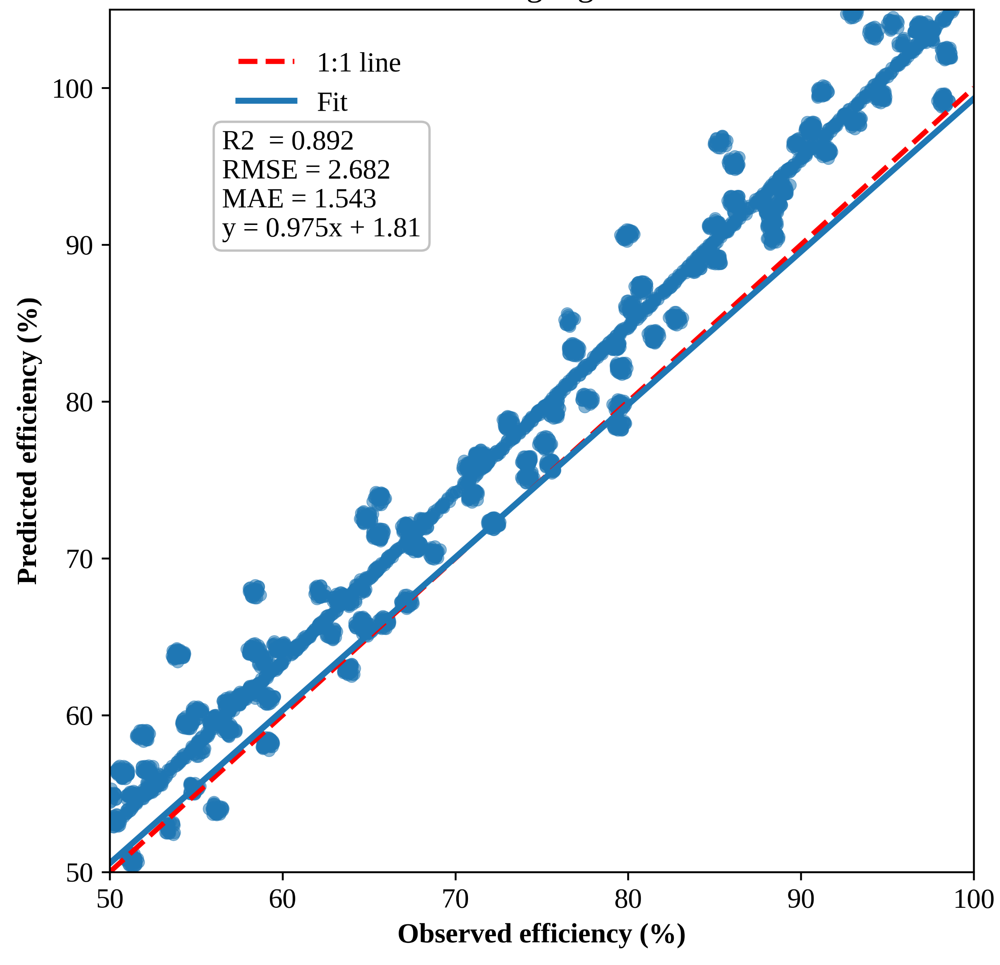 1:1 line
Fit
R2 = 0.892
RMSE = 2.682
MAE = 1.543
y = 0.975x + 1.81
100
90
80
70
60
50
Predicted efficiency (%)
50 60 70 80 90 100
Observed efficiency (%)